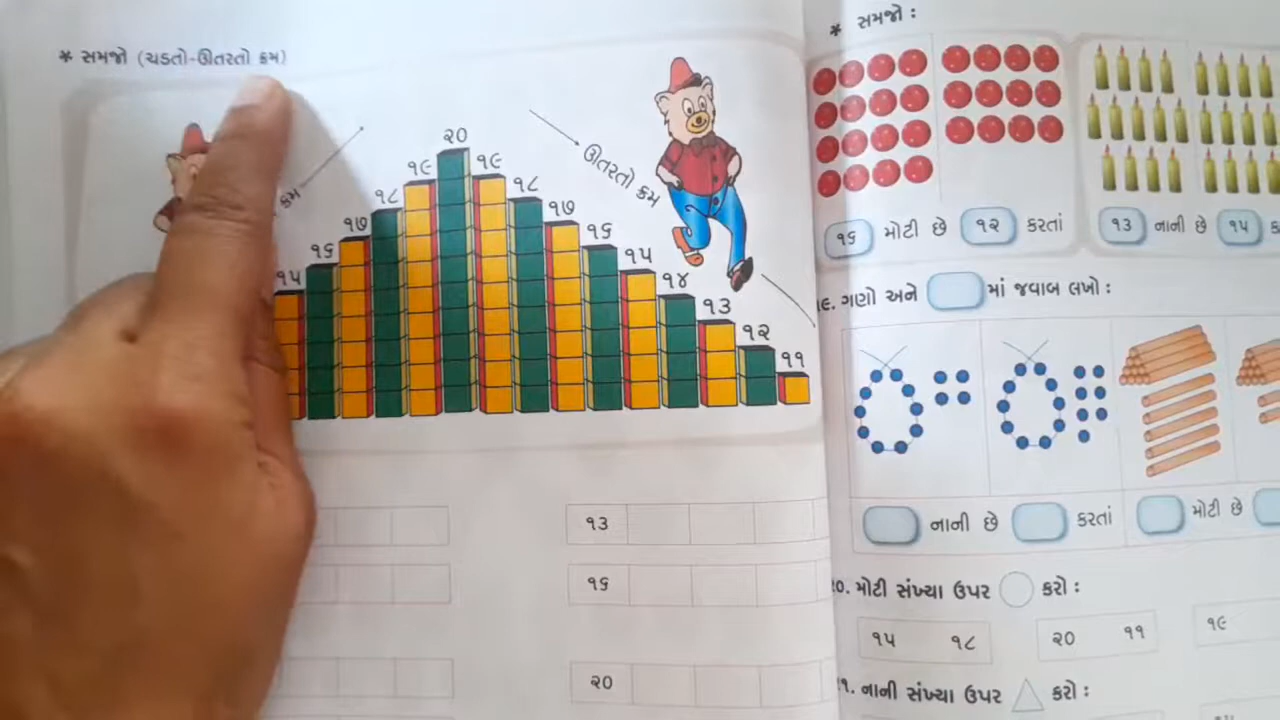 * સમજો (ચડતો-ઊતરતો ક્રમ)
ક્રમ
ઊતરતો ક્રમ
૧૫ ૧૬ ૧૭ ૧૮ ૧૯ ૨૦ ૧૯ ૧૮ ૧૭ ૧૬ ૧૫ ૧૪ ૧૩ ૧૨ ૧૧
૧૩
૧૬
૨૦
* સમજો :
૧૬ મોટી છે ૧૨ કરતાં
૧૩ નાની છે ૧૫
૧૯. ગણો અને માં જવાબ લખો :
નાની છે કરતાં
મોટી છે
૨૦. મોટી સંખ્યા ઉપર કરો :
૧૫ ૧૮
૨૦ ૧૧
૧૯
૨૧. નાની સંખ્યા ઉપર કરો :